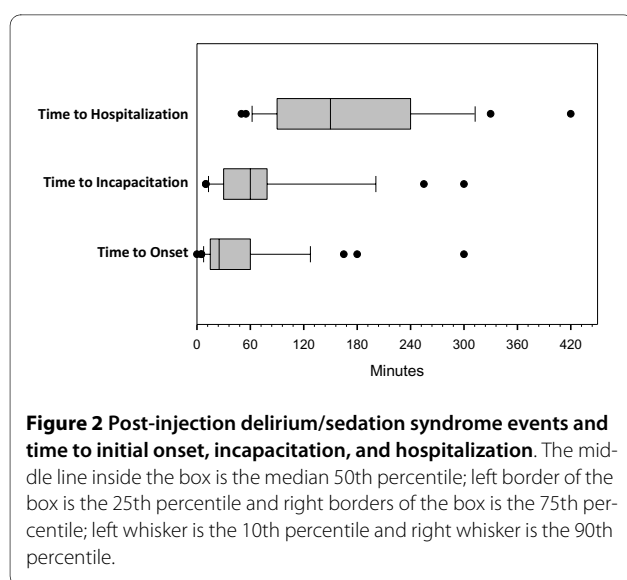 Time to Hospitalization
Time to Incapacitation
Time to Onset
0 60 120 180 240 300 360 420
Minutes
Figure 2 Post-injection delirium/sedation syndrome events and
time to initial onset, incapacitation, and hospitalization. The mid-
dle line inside the box is the median 50th percentile; left border of the
box is the 25th percentile and right borders of the box is the 75th per-
centile; left whisker is the 10th percentile and right whisker is the 90th
percentile.